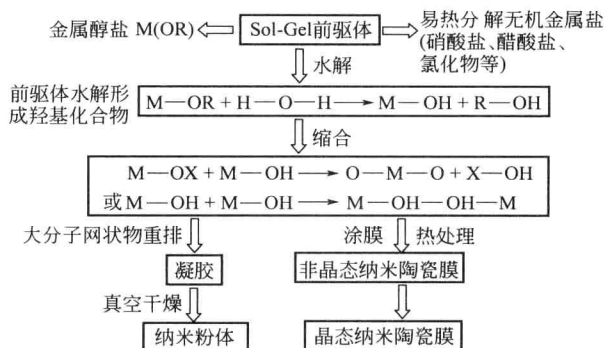 金属醇盐 M(OR)
Sol-Gel前驱体
易热分 解无机金属盐
(硝酸盐、醋酸盐、
氯化物等)
水解
前驱体水解形
成羟基化合物
M—OR + H—O—H → M—OH + R—OH
缩合
M—OX + M—OH → O—M—O + X—OH
或M—OH + M—OH → M—OH—OH—M
大分子网状物重排
涂膜 热处理
凝胶
非晶态纳米陶瓷膜
真空干燥
纳米粉体
晶态纳米陶瓷膜